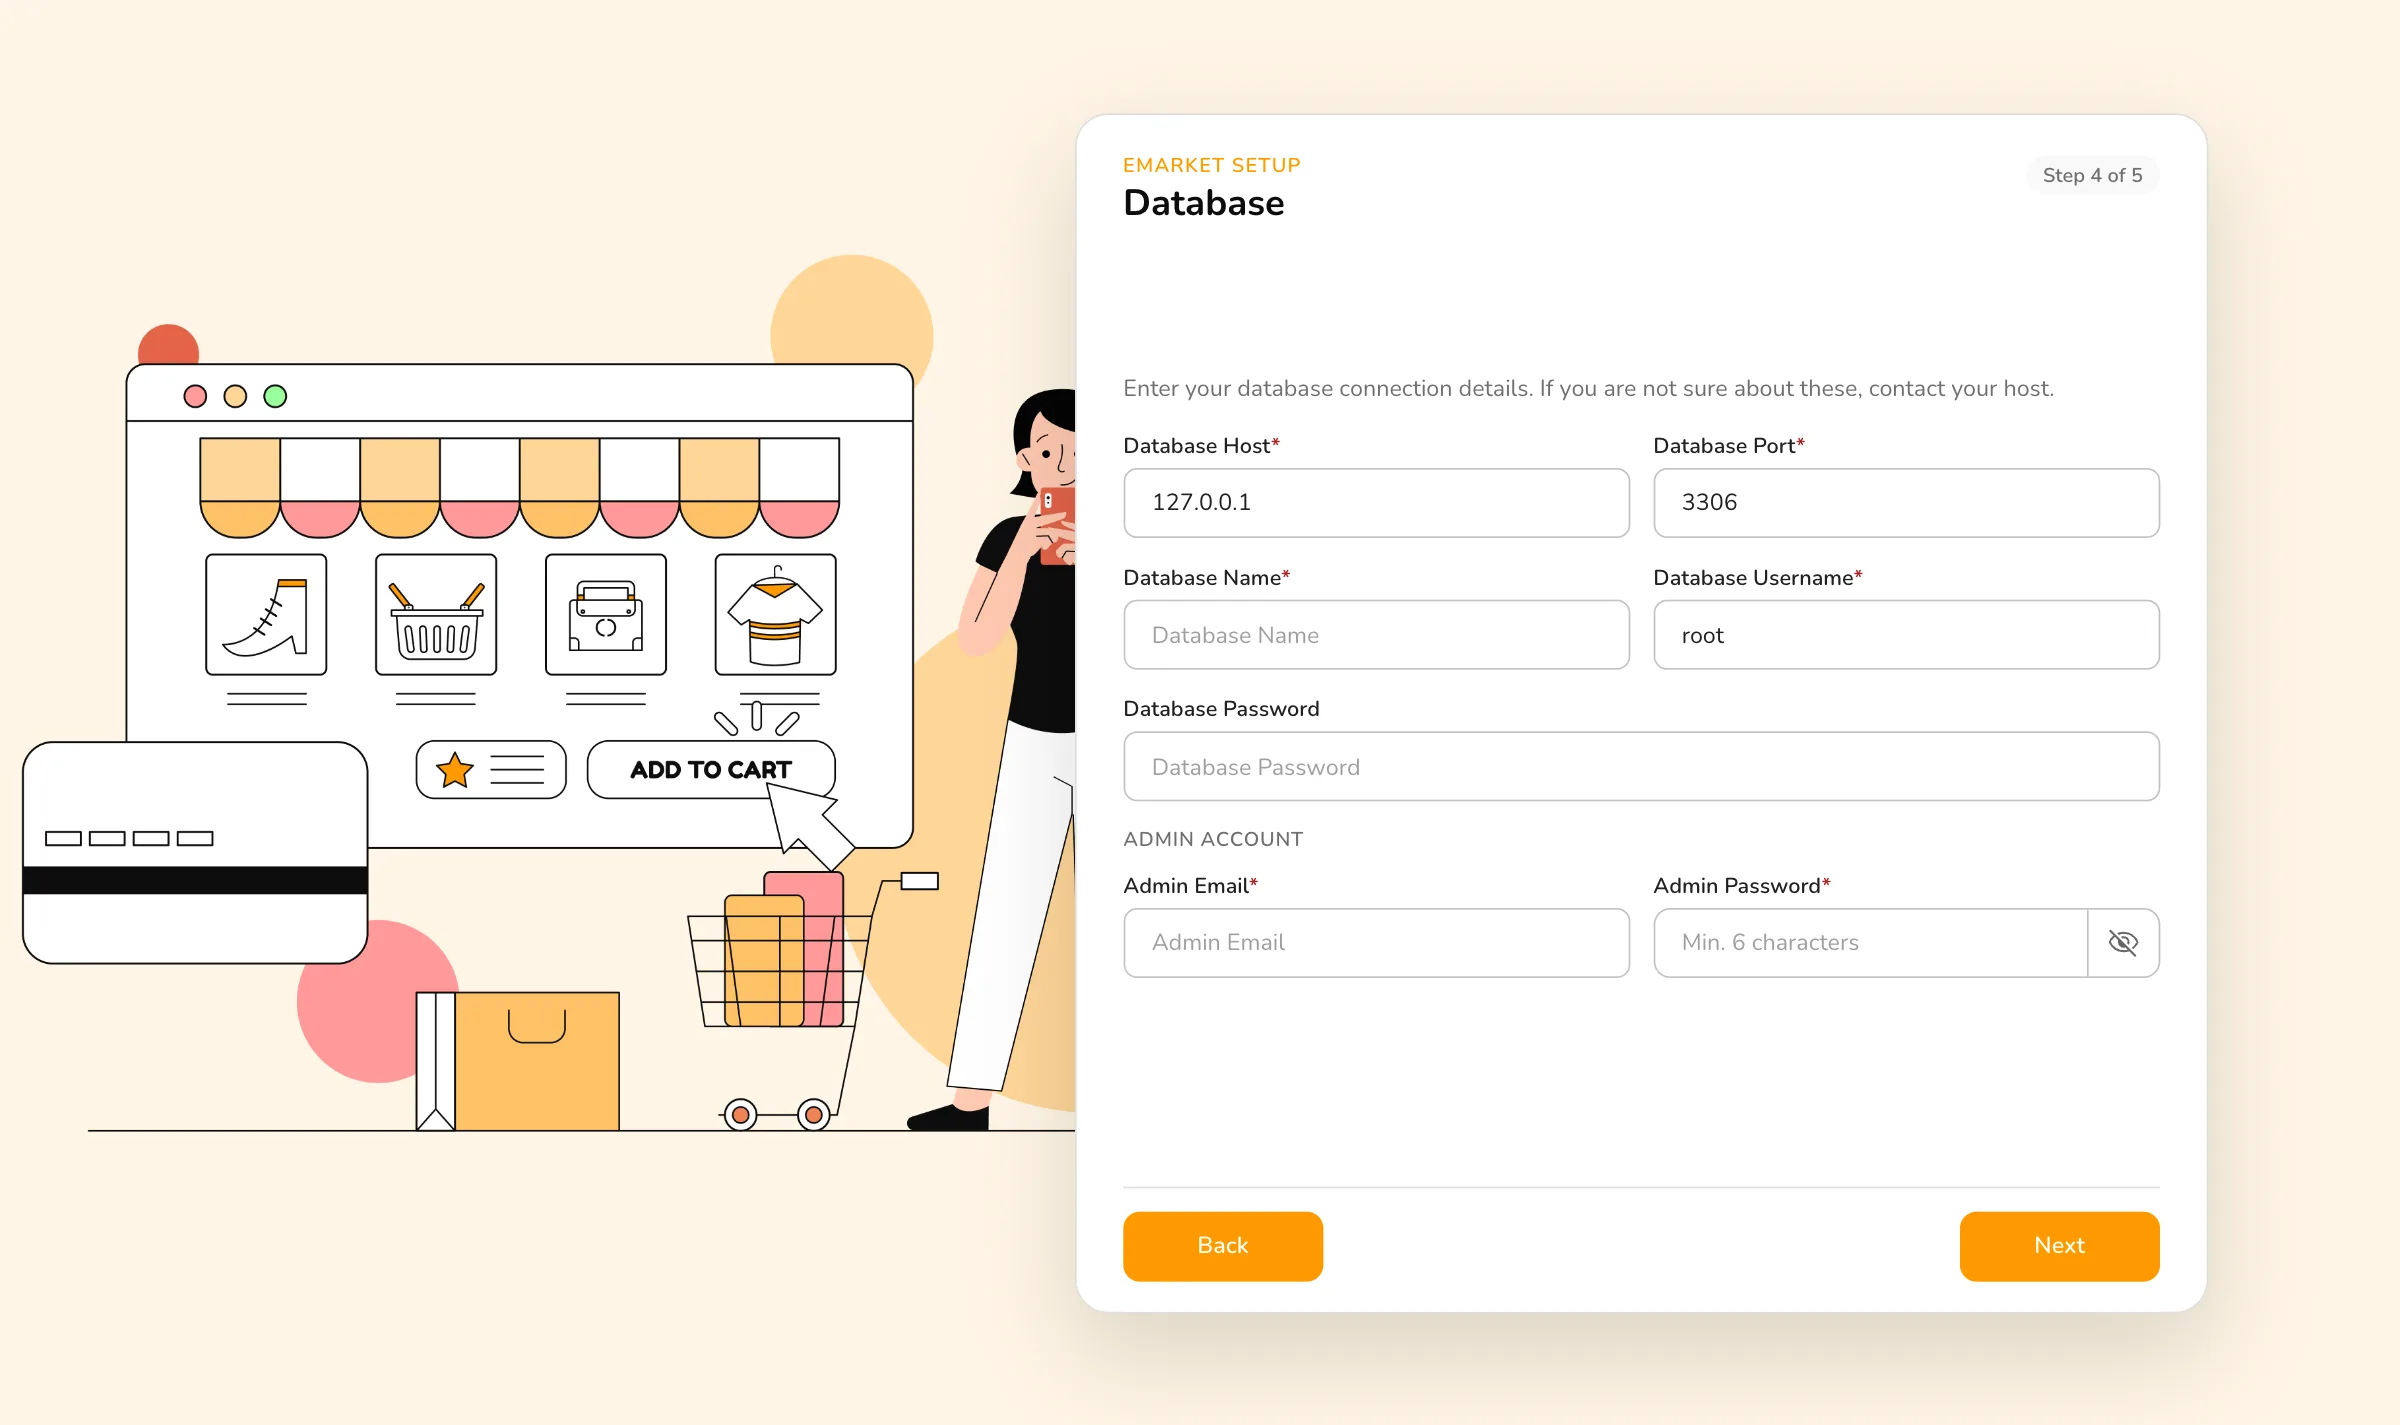 EMARKET SETUP
Database
Step 4 of 5
Enter your database connection details. If you are not sure about these, contact your host.
Database Host*
Database Port*
127.0.0.1
3306
Database Name*
Database Username*
Database Name
root
Database Password
Database Password
ADMIN ACCOUNT
Admin Email*
Admin Password*
Admin Email
Min. 6 characters
Back
Next
ADD TO CART